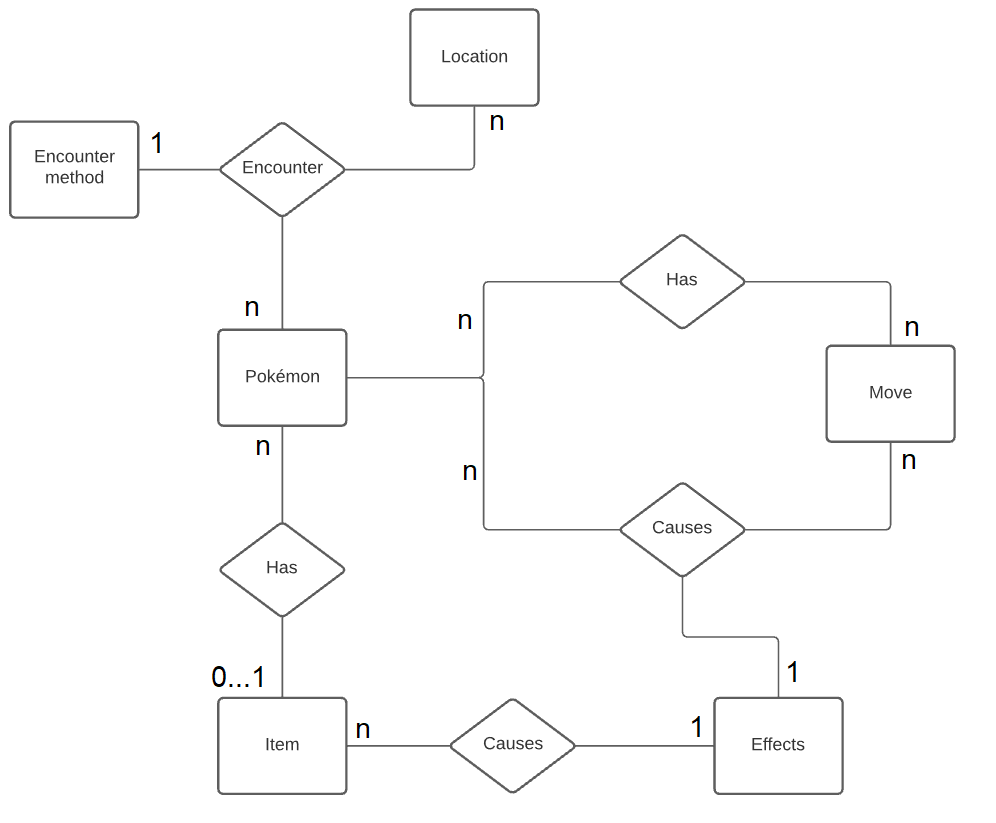 Location
n
Encounter
method
1
Encounter
n
Pokémon
n
Has
n
Move
n
n
n
Causes
Has
0...1
1
Item
n
Causes
1
Effects